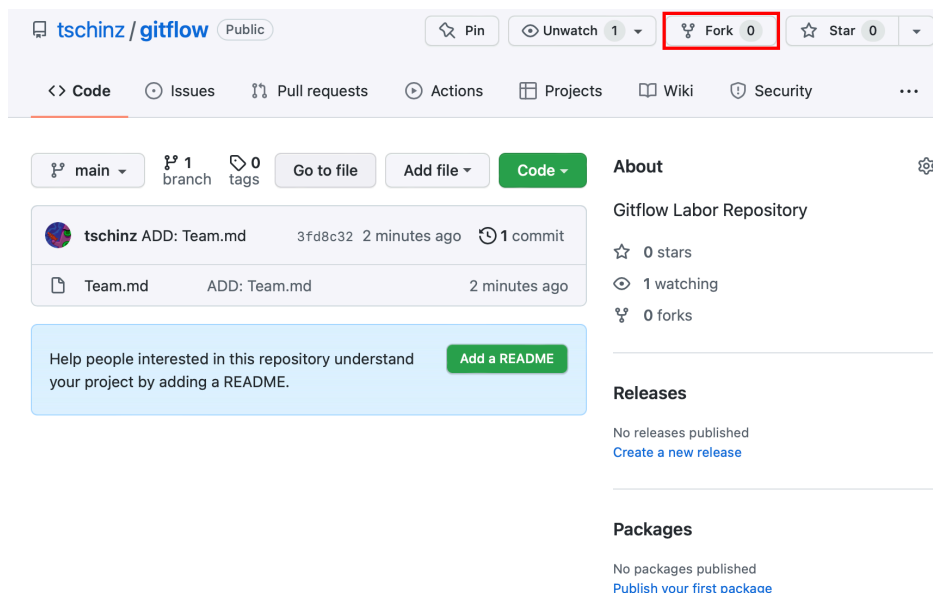 tschinz / gitflow Public Pin Unwatch 1 Fork 0 Star 0
Code Issues Pull requests Actions Projects Wiki Security
main 1 branch 0 tags Go to file Add file Code
tschinz ADD: Team.md 3fd8c32 2 minutes ago 1 commit
Team.md ADD: Team.md 2 minutes ago
Help people interested in this repository understand
your project by adding a README.
Add a README
About
Gitflow Labor Repository
0 stars
1 watching
0 forks
Releases
No releases published
Create a new release
Packages
No packages published
Publish your first package